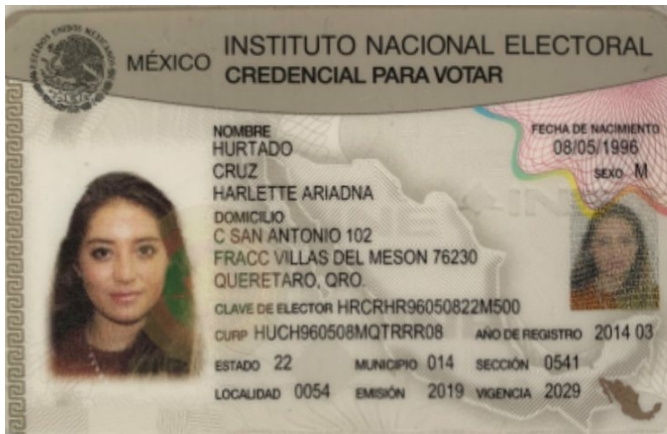 MÉXICO
INSTITUTO NACIONAL ELECTORAL
CREDENCIAL PARA VOTAR
NOMBRE
HURTADO
CRUZ
HARLETTE ARIADNA
FECHA DE NACIMIENTO
08/05/1996
SEXO M
DOMICILIO
C SAN ANTONIO 102
FRACC VILLAS DEL MESON 76230
QUERETARO, QRO.
CLAVE DE ELECTOR HRCRHR96050822M500
CURP HUCH960508MQTRRR08 AÑO DE REGISTRO 2014 03
ESTADO 22 MUNICIPIO 014 SECCIÓN 0541
LOCALIDAD 0054 EMISIÓN 2019 VIGENCIA 2029